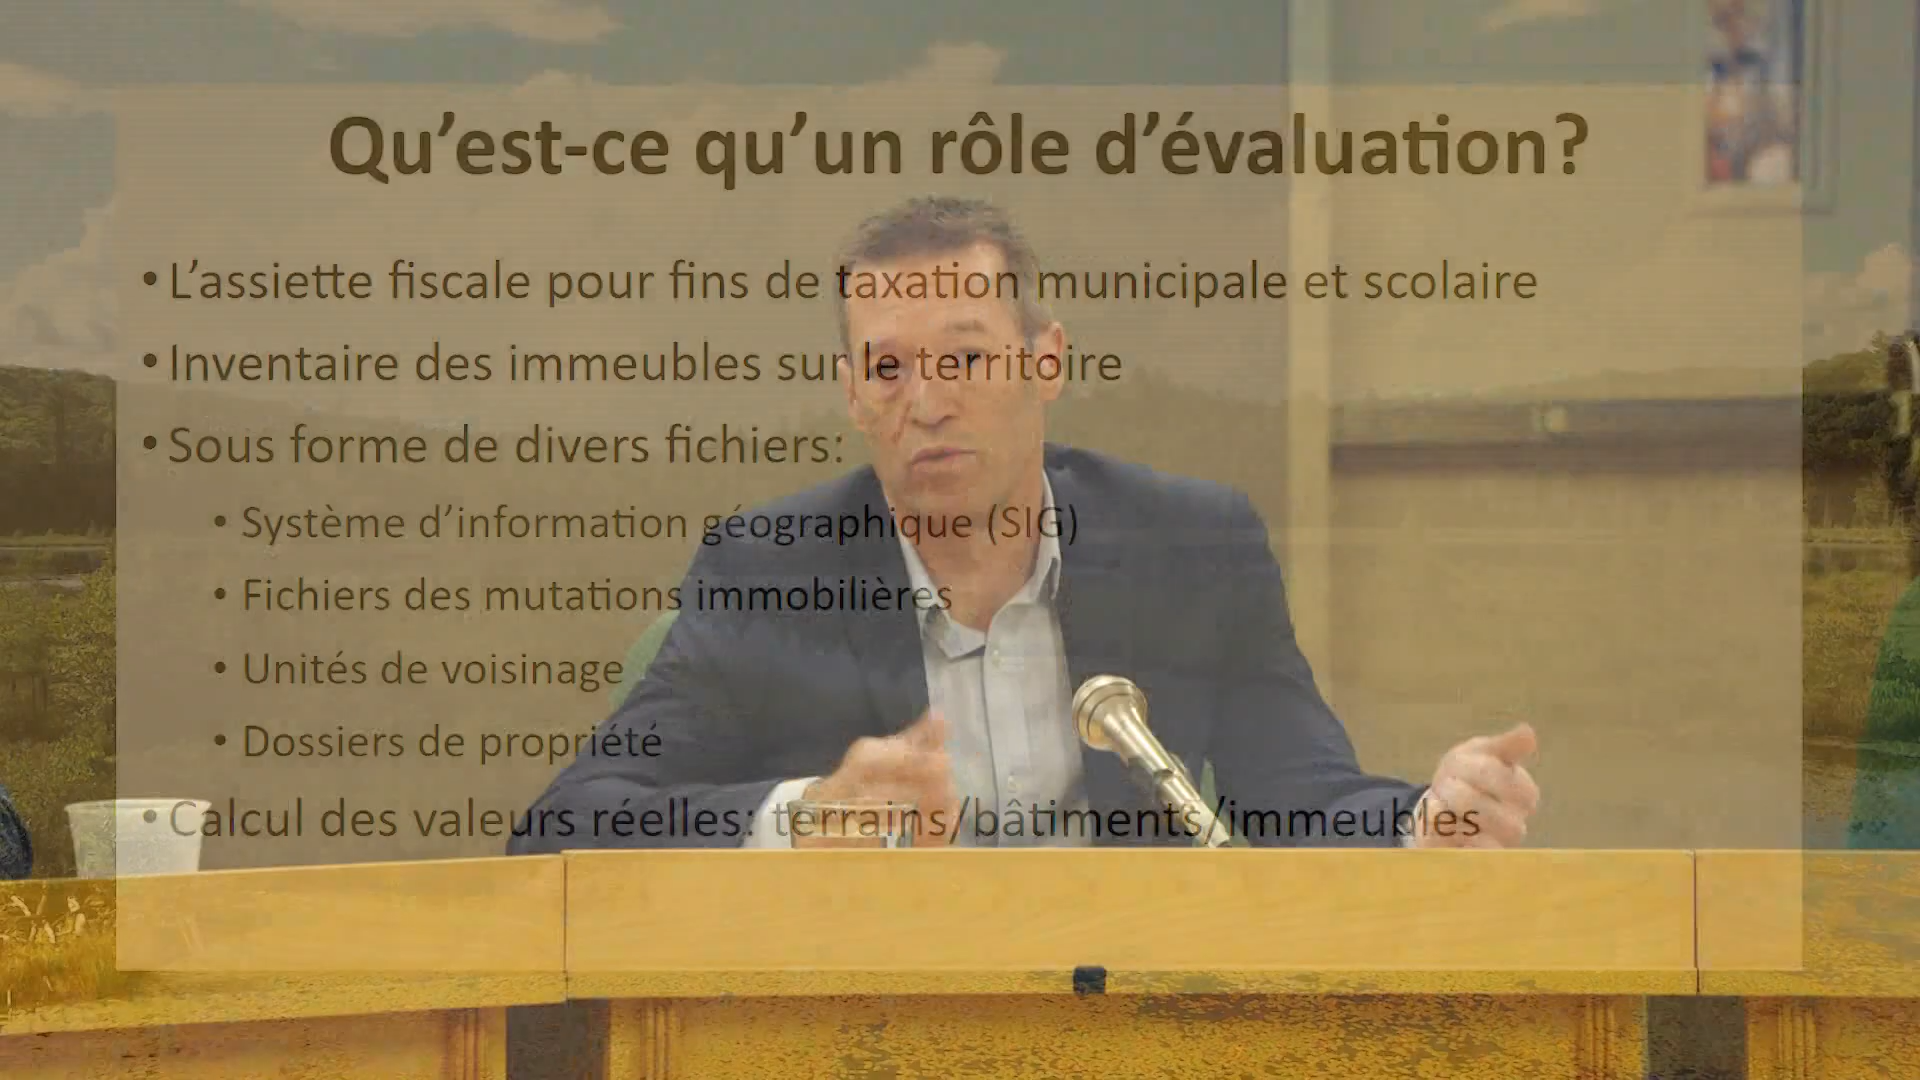 Qu’est-ce qu’un rôle d’évaluation?
• L’assiette fiscale pour fins de taxation municipale et scolaire
• Inventaire des immeubles sur le territoire
• Sous forme de divers fichiers:
• Système d’information géographique (SIG)
• Fichiers des mutations immobilières
• Unités de voisinage
• Dossiers de propriété
• Calcul des valeurs réelles: terrains/bâtiments/immeubles